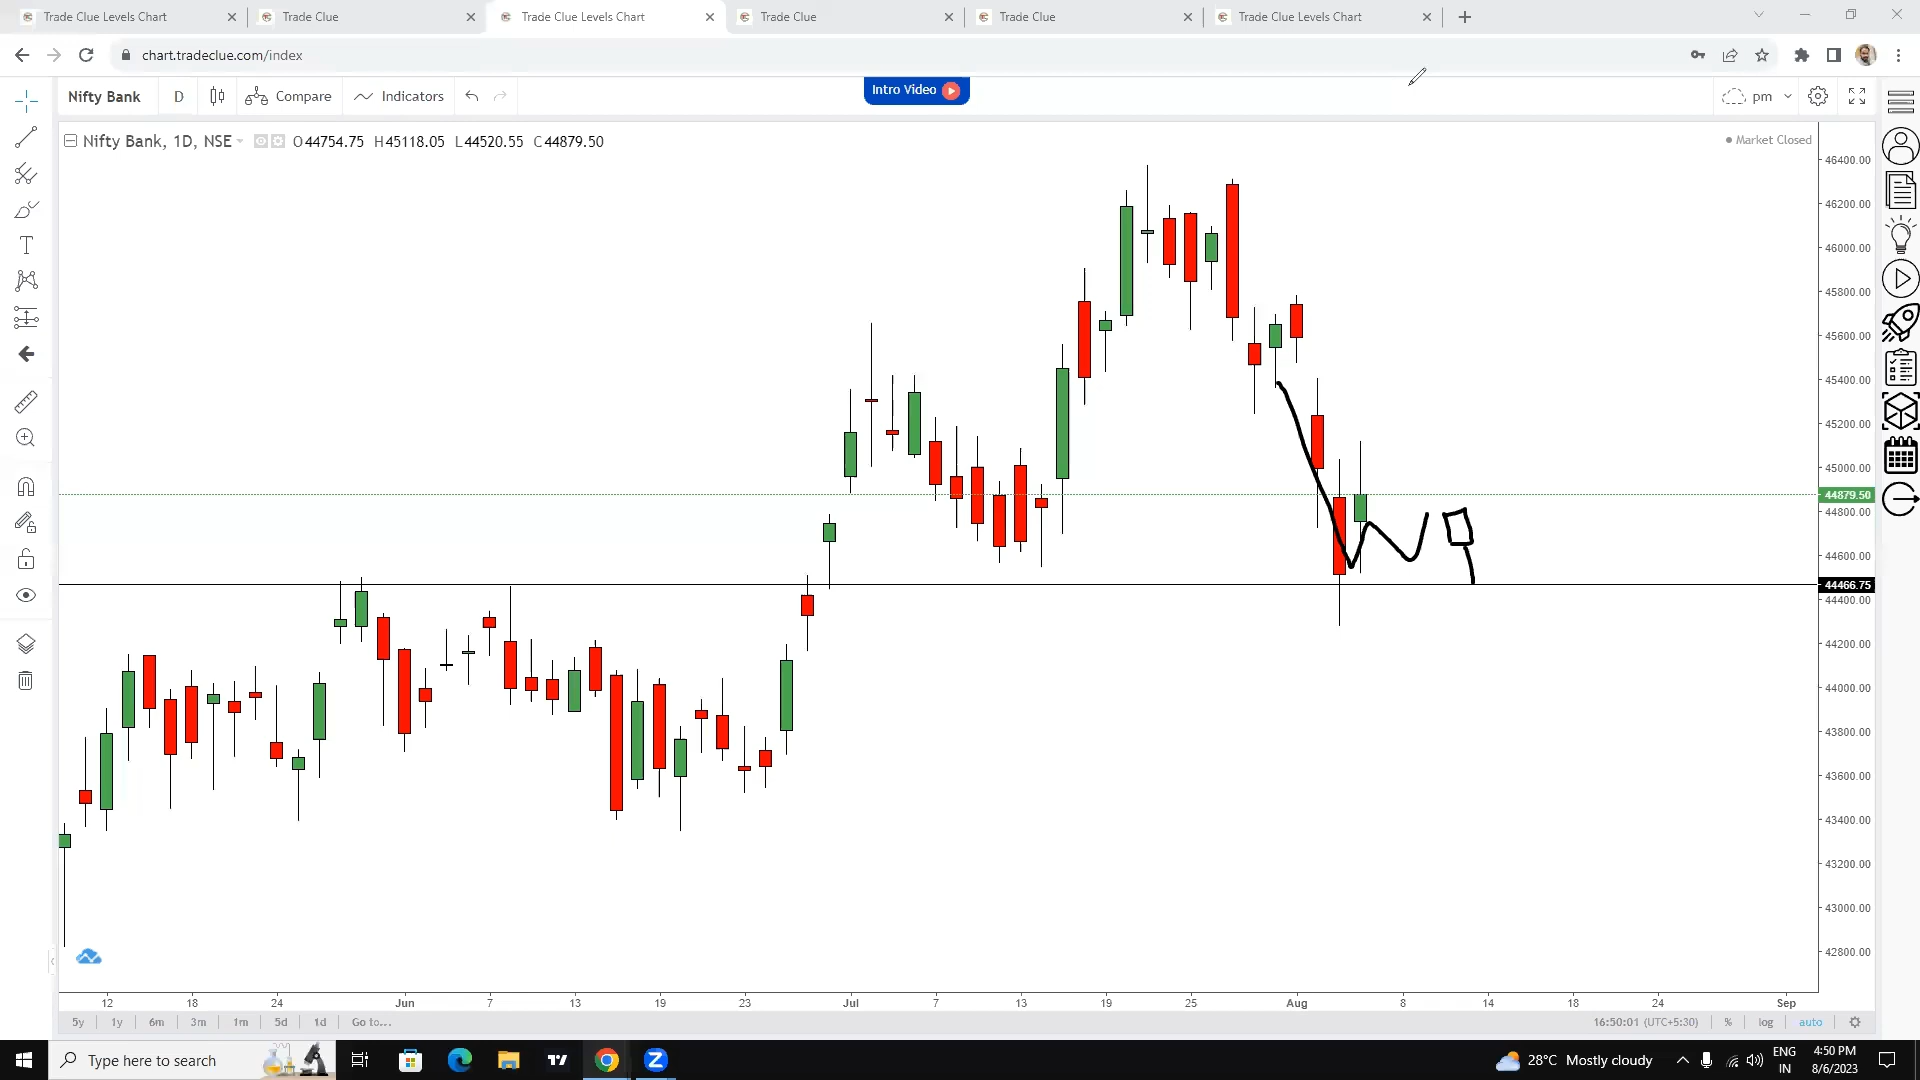 Trade Clue Levels Chart
Trade Clue
Trade Clue Levels Chart
Trade Clue
Trade Clue
Trade Clue Levels Chart
chart.tradeclue.com/index
Nifty Bank D Compare Indicators
Intro Video
pm
Nifty Bank, 1D, NSE O44754.75 H45118.05 L44520.55 C44879.50
Market Closed
46400.00
46200.00
46000.00
45800.00
45600.00
45400.00
45200.00
45000.00
44879.50
44800.00
44600.00
44466.75
44400.00
44200.00
44000.00
43800.00
43600.00
43400.00
43200.00
43000.00
42800.00
12 18 24 Jun 7 13 19 23 Jul 7 13 19 25 Aug 8 14 18 24 Sep
5y 1y 6m 3m 1m 5d 1d Go to... 16:50:01 (UTC+5:30) % log auto
Type here to search
28°C Mostly cloudy
ENG
IN
4:50 PM
8/6/2023